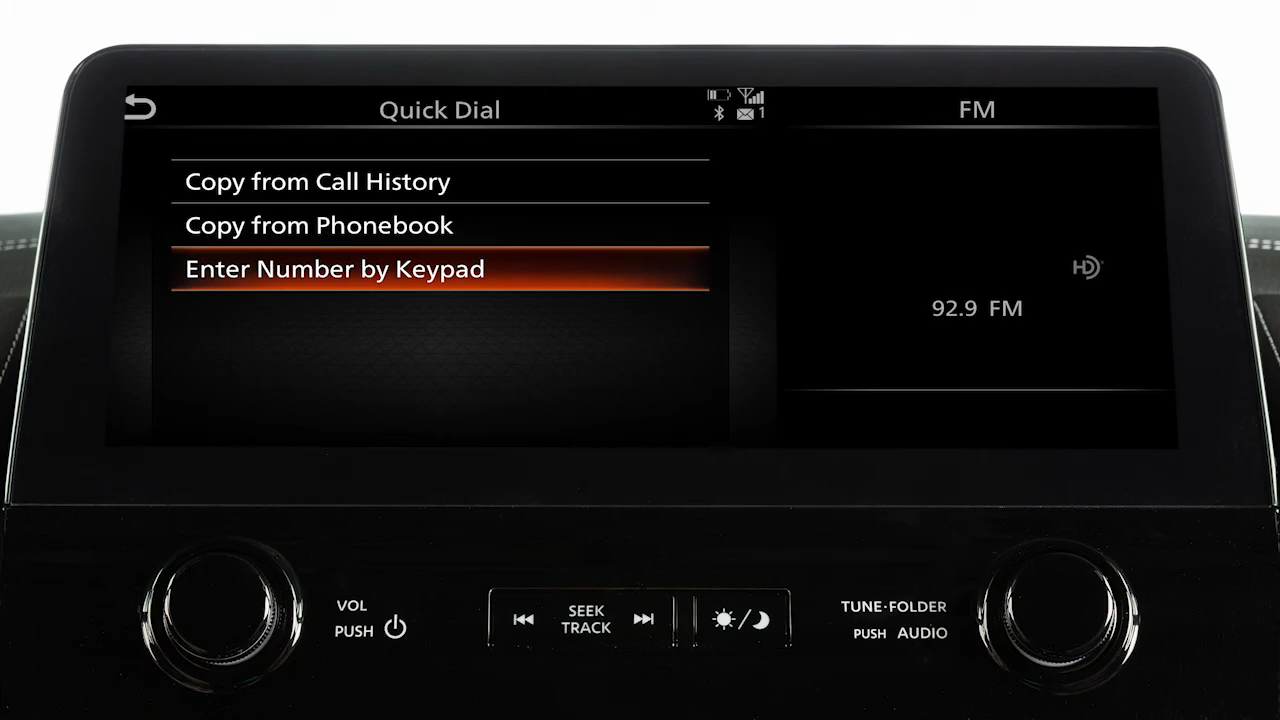 Quick Dial
1
FM
Copy from Call History
Copy from Phonebook
Enter Number by Keypad
HD
92.9 FM
VOL
PUSH
SEEK
TRACK
TUNE·FOLDER
PUSH AUDIO